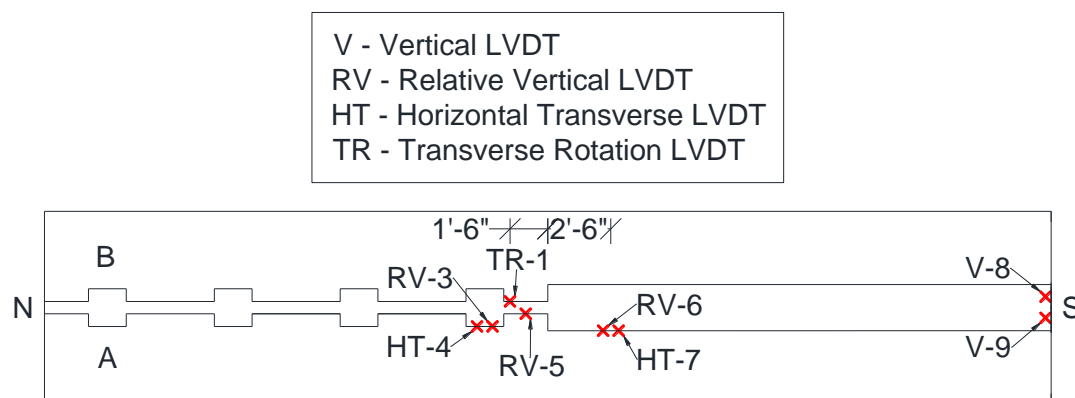 V - Vertical LVDT
RV - Relative Vertical LVDT
HT - Horizontal Transverse LVDT
TR - Transverse Rotation LVDT
1'-6" 2'-6"
B TR-1 V-8
RV-3 RV-6
N S
A HT-4 RV-5 HT-7 V-9